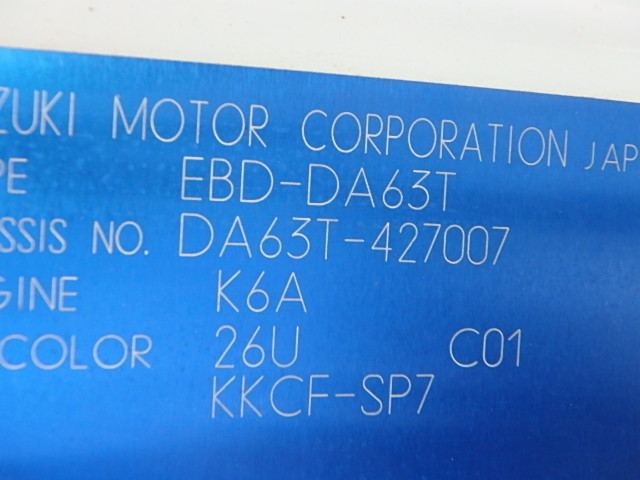 ZUKI MOTOR CORPORATION JAP
PE EBD-DA63T
SSIS NO. DA63T-427007
GINE K6A
COLOR 26U C01
KKCF-SP7